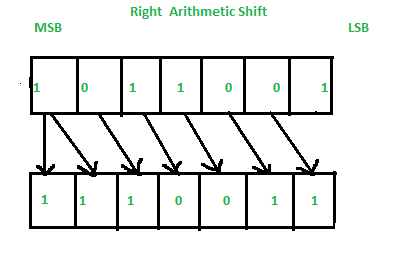 Right Arithmetic Shift
MSB LSB
1 0 1 1 0 0 1
1 1 1 0 0 1 1